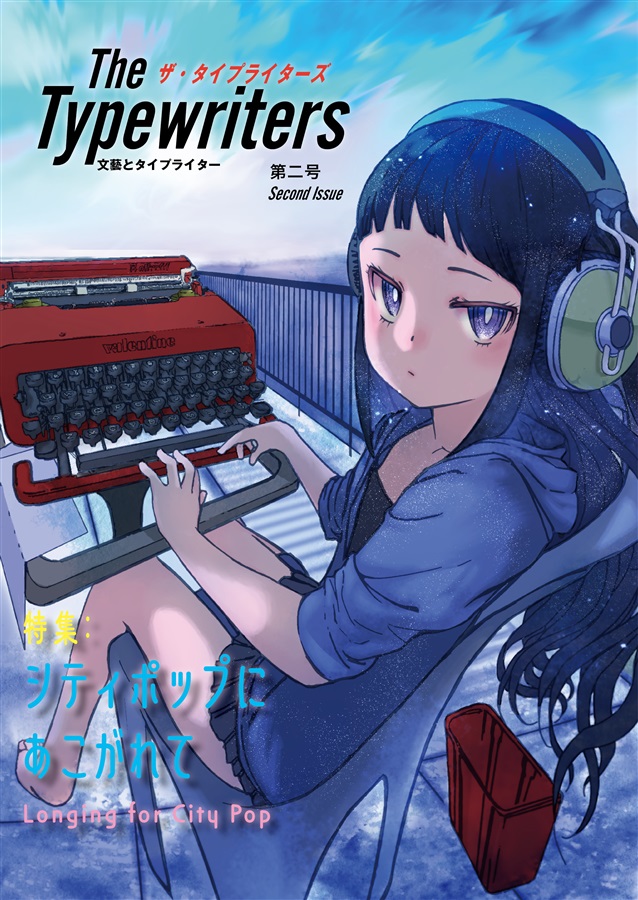 The ザ・タイプライターズ
Typewriters
文藝とタイプライター
第二号
Second Issue
olivetti
valentine
特集:
シティポップに
あこがれて
Longing for City Pop